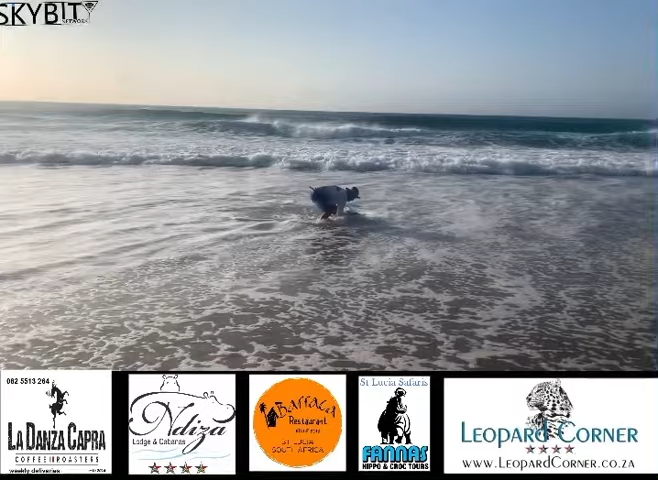 SKYBIT
NETWORK
082 5513 264
LA DANZA CAPRA
COFFEE ROASTERS
weekly deliveries
Ndiza
Lodge & Cabanas
BARRACA
Restaurant
ST LUCIA
SOUTH AFRICA
St Lucia Safaris
FANNAS
HIPPO & CROC TOURS
LEOPARD CORNER
WWW.LEOPARDCORNER.CO.ZA